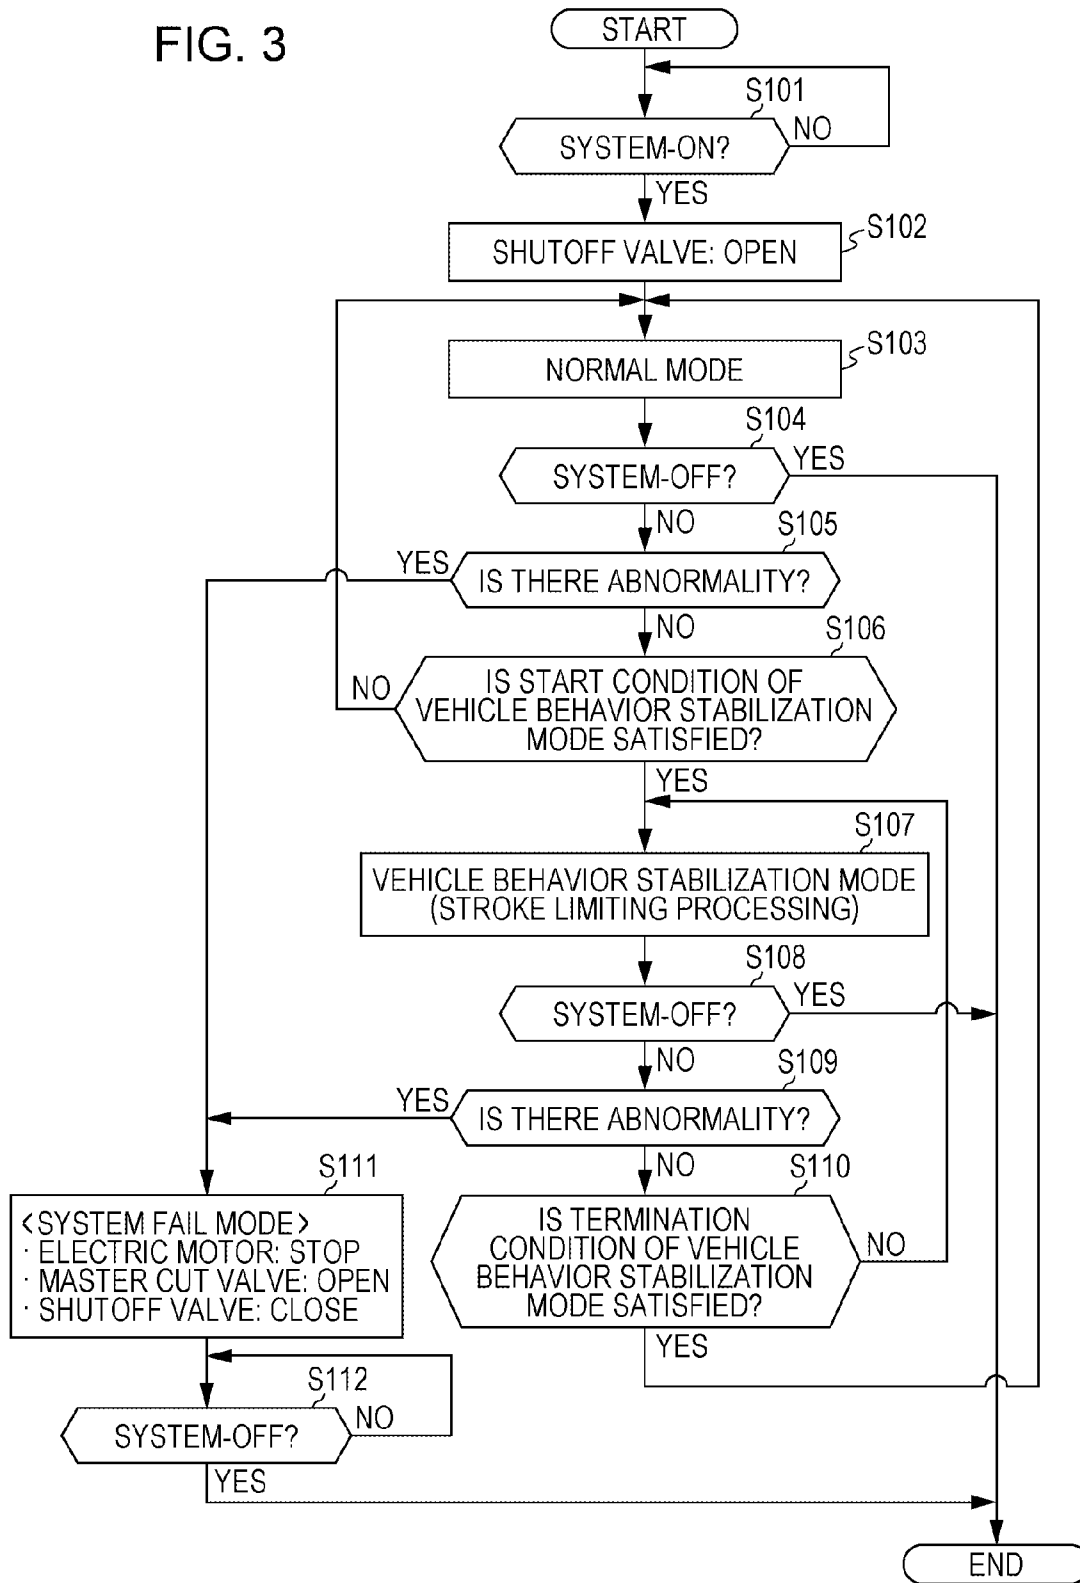 FIG. 3
START
S101
SYSTEM-ON?
NO
YES
S102
SHUTOFF VALVE: OPEN
S103
NORMAL MODE
S104
SYSTEM-OFF?
YES
NO
S105
YES
IS THERE ABNORMALITY?
NO
S106
NO
IS START CONDITION OF
VEHICLE BEHAVIOR STABILIZATION
MODE SATISFIED?
YES
S107
VEHICLE BEHAVIOR STABILIZATION MODE
(STROKE LIMITING PROCESSING)
S108
SYSTEM-OFF?
YES
NO
S109
YES
IS THERE ABNORMALITY?
NO
S110
IS TERMINATION
CONDITION OF VEHICLE
BEHAVIOR STABILIZATION
MODE SATISFIED?
NO
YES
S111
<SYSTEM FAIL MODE>
· ELECTRIC MOTOR: STOP
· MASTER CUT VALVE: OPEN
· SHUTOFF VALVE: CLOSE
S112
SYSTEM-OFF?
NO
YES
END